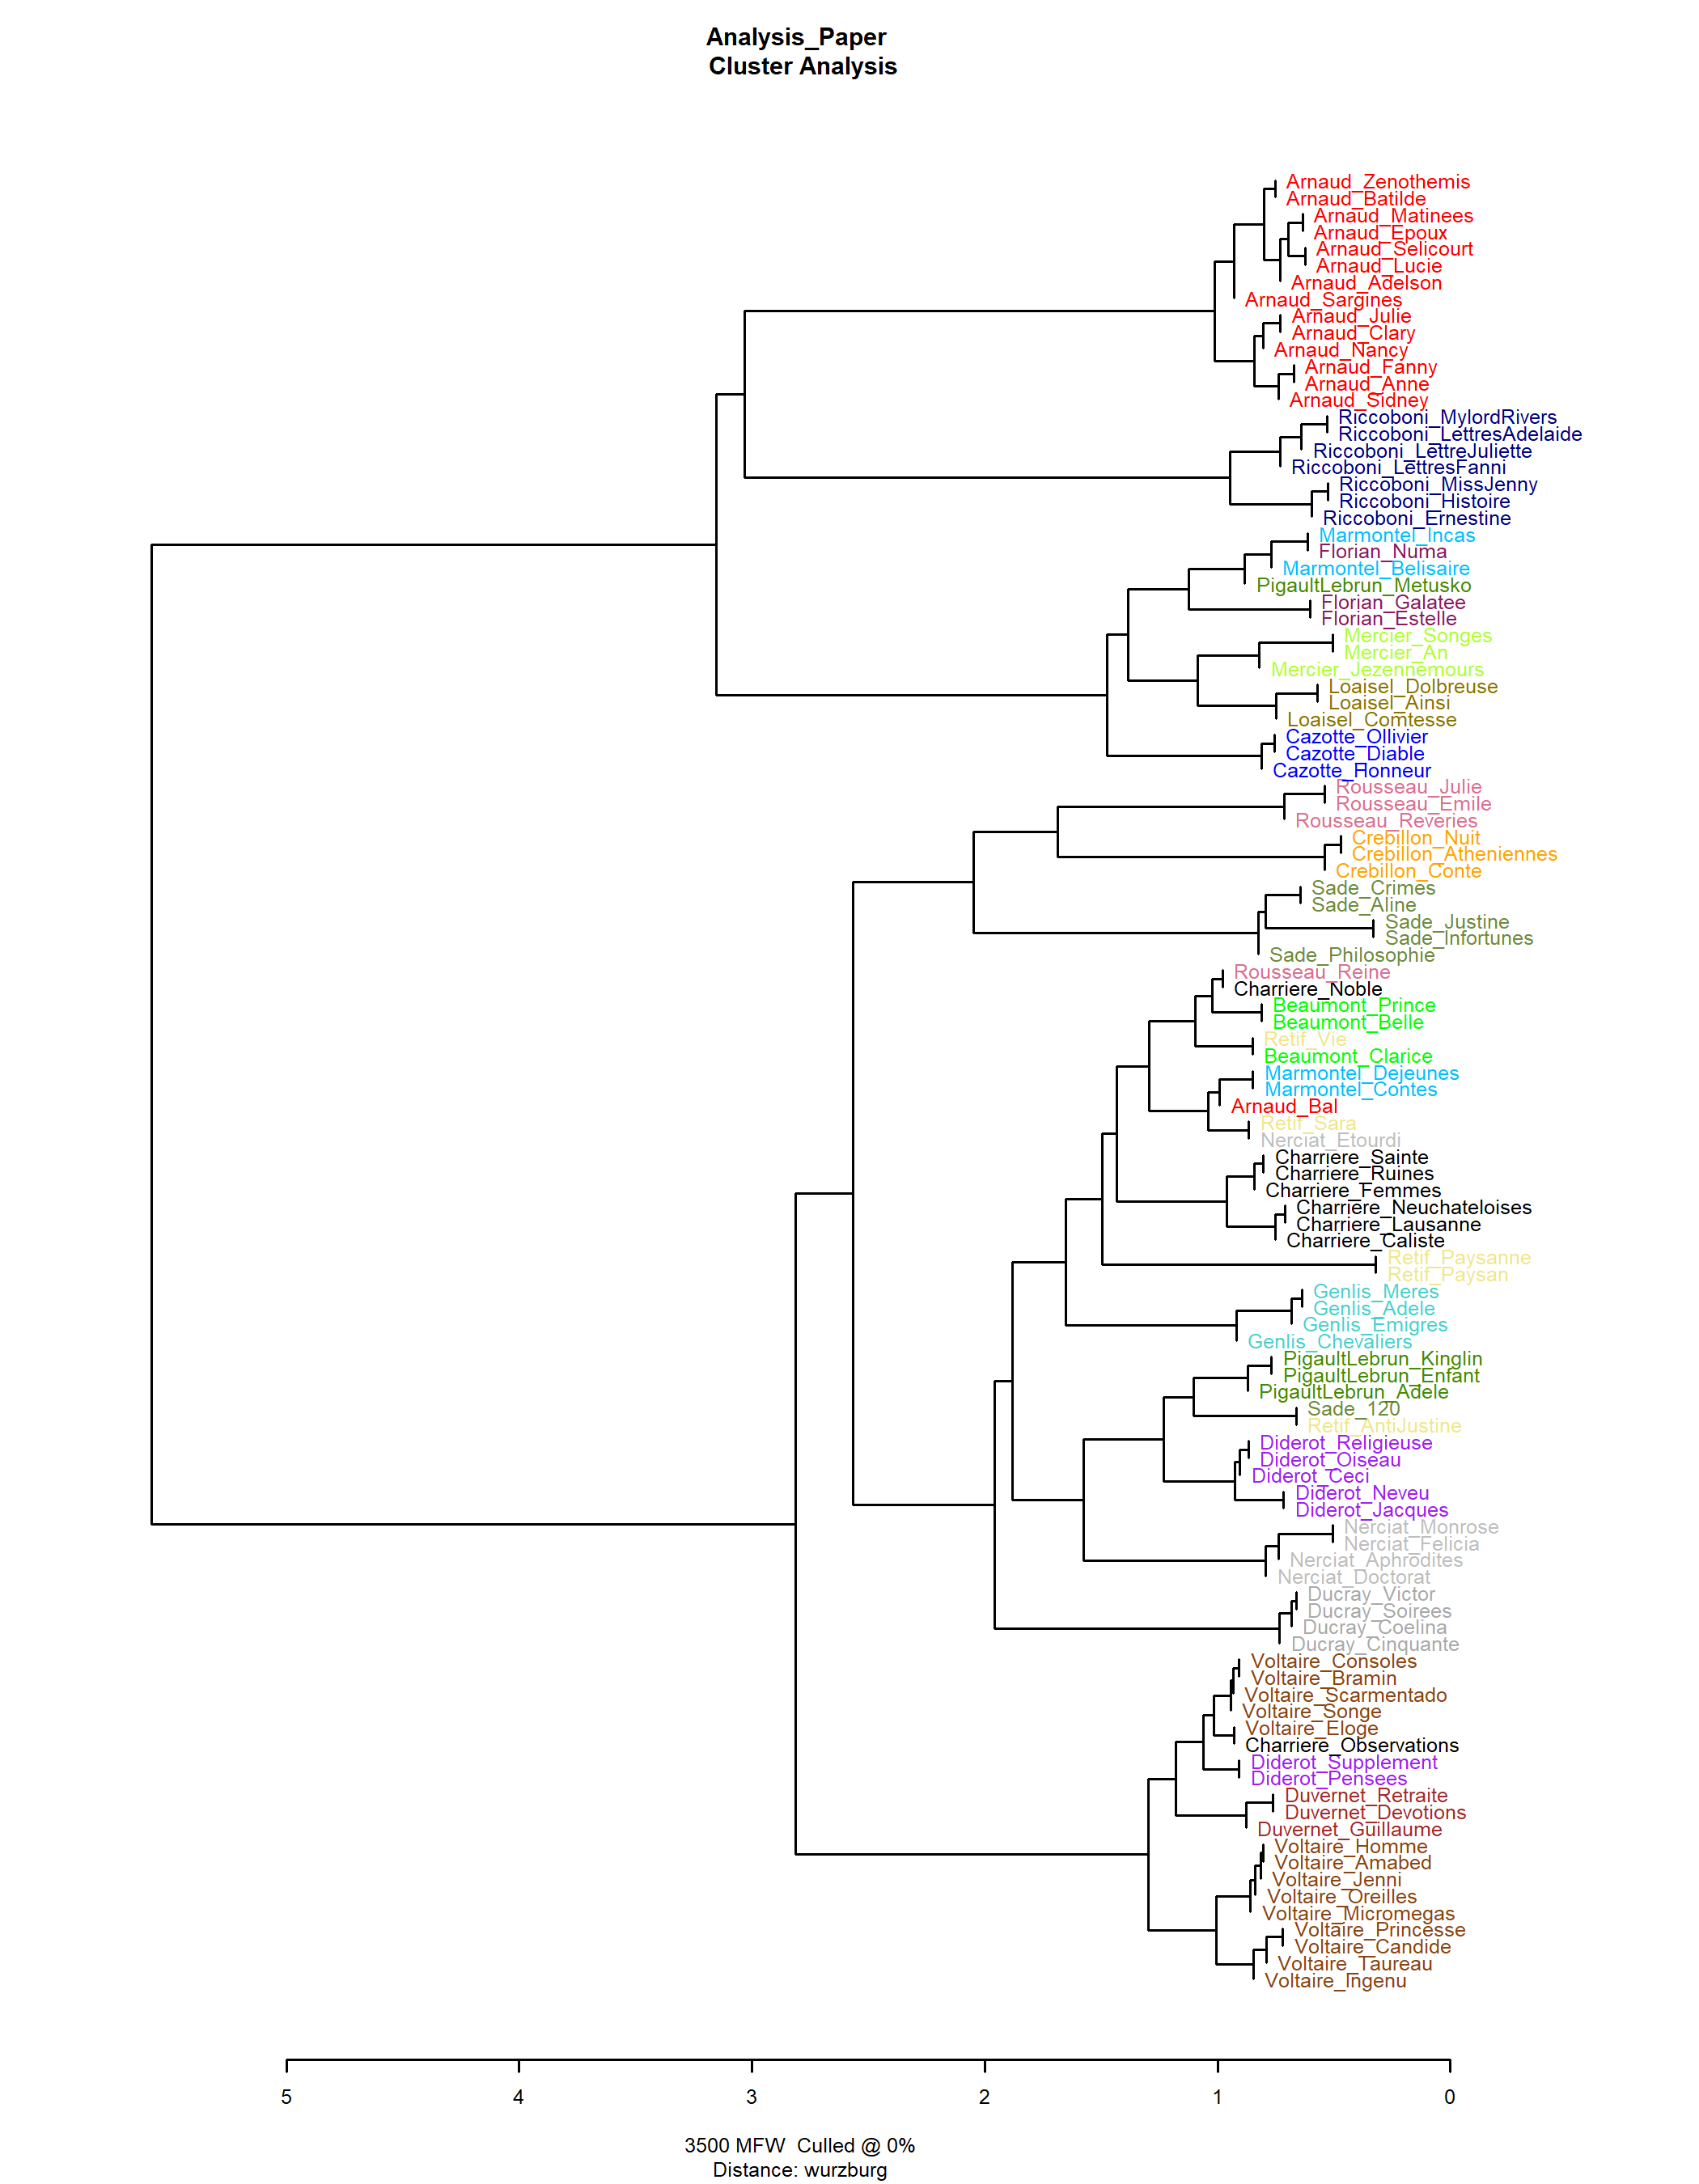 Analysis_Paper
Cluster Analysis
Arnaud_Zenothemis
Arnaud_Batilde
Arnaud_Matinees
Arnaud_Epoux
Arnaud_Selicourt
Arnaud_Lucie
Arnaud_Adelson
Arnaud_Sargines
Arnaud_Julie
Arnaud_Clary
Arnaud_Nancy
Arnaud_Fanny
Arnaud_Anne
Arnaud_Sidney
Riccoboni_MylordRivers
Riccoboni_LettresAdelaide
Riccoboni_LettreJuliette
Riccoboni_LettresFanni
Riccoboni_MissJenny
Riccoboni_Histoire
Riccoboni_Ernestine
Marmontel_Incas
Florian_Numa
Marmontel_Belisaire
PigaultLebrun_Metusko
Florian_Galatee
Florian_Estelle
Mercier_Songes
Mercier_An
Mercier_Jezennemours
Loaisel_Dolbreuse
Loaisel_Ainsi
Loaisel_Comtesse
Cazotte_Ollivier
Cazotte_Diable
Cazotte_Honneur
Rousseau_Julie
Rousseau_Emile
Rousseau_Reveries
Crebillon_Nuit
Crebillon_Atheniennes
Crebillon_Conte
Sade_Crimes
Sade_Aline
Sade_Justine
Sade_Infortunes
Sade_Philosophie
Rousseau_Reine
Charriere_Noble
Beaumont_Prince
Beaumont_Belle
Retif_Vie
Beaumont_Clarice
Marmontel_Dejeunes
Marmontel_Contes
Arnaud_Bal
Retif_Sara
Nerciat_Etourdi
Charriere_Sainte
Charriere_Ruines
Charriere_Femmes
Charriere_Neuchateloises
Charriere_Lausanne
Charriere_Caliste
Retif_Paysanne
Retif_Paysan
Genlis_Meres
Genlis_Adele
Genlis_Emigres
Genlis_Chevaliers
PigaultLebrun_Kinglin
PigaultLebrun_Enfant
PigaultLebrun_Adele
Sade_120
Retif_AntiJustine
Diderot_Religieuse
Diderot_Oiseau
Diderot_Ceci
Diderot_Neveu
Diderot_Jacques
Nerciat_Monrose
Nerciat_Felicia
Nerciat_Aphrodites
Nerciat_Doctorat
Ducray_Victor
Ducray_Soirees
Ducray_Coelina
Ducray_Cinquante
Voltaire_Consoles
Voltaire_Bramin
Voltaire_Scarmentado
Voltaire_Songe
Voltaire_Eloge
Charriere_Observations
Diderot_Supplement
Diderot_Pensees
Duvernet_Retraite
Duvernet_Devotions
Duvernet_Guillaume
Voltaire_Homme
Voltaire_Amabed
Voltaire_Jenni
Voltaire_Oreilles
Voltaire_Micromegas
Voltaire_Princesse
Voltaire_Candide
Voltaire_Taureau
Voltaire_Ingenu
5 4 3 2 1 0
3500 MFW Culled @ 0%
Distance: wurzburg